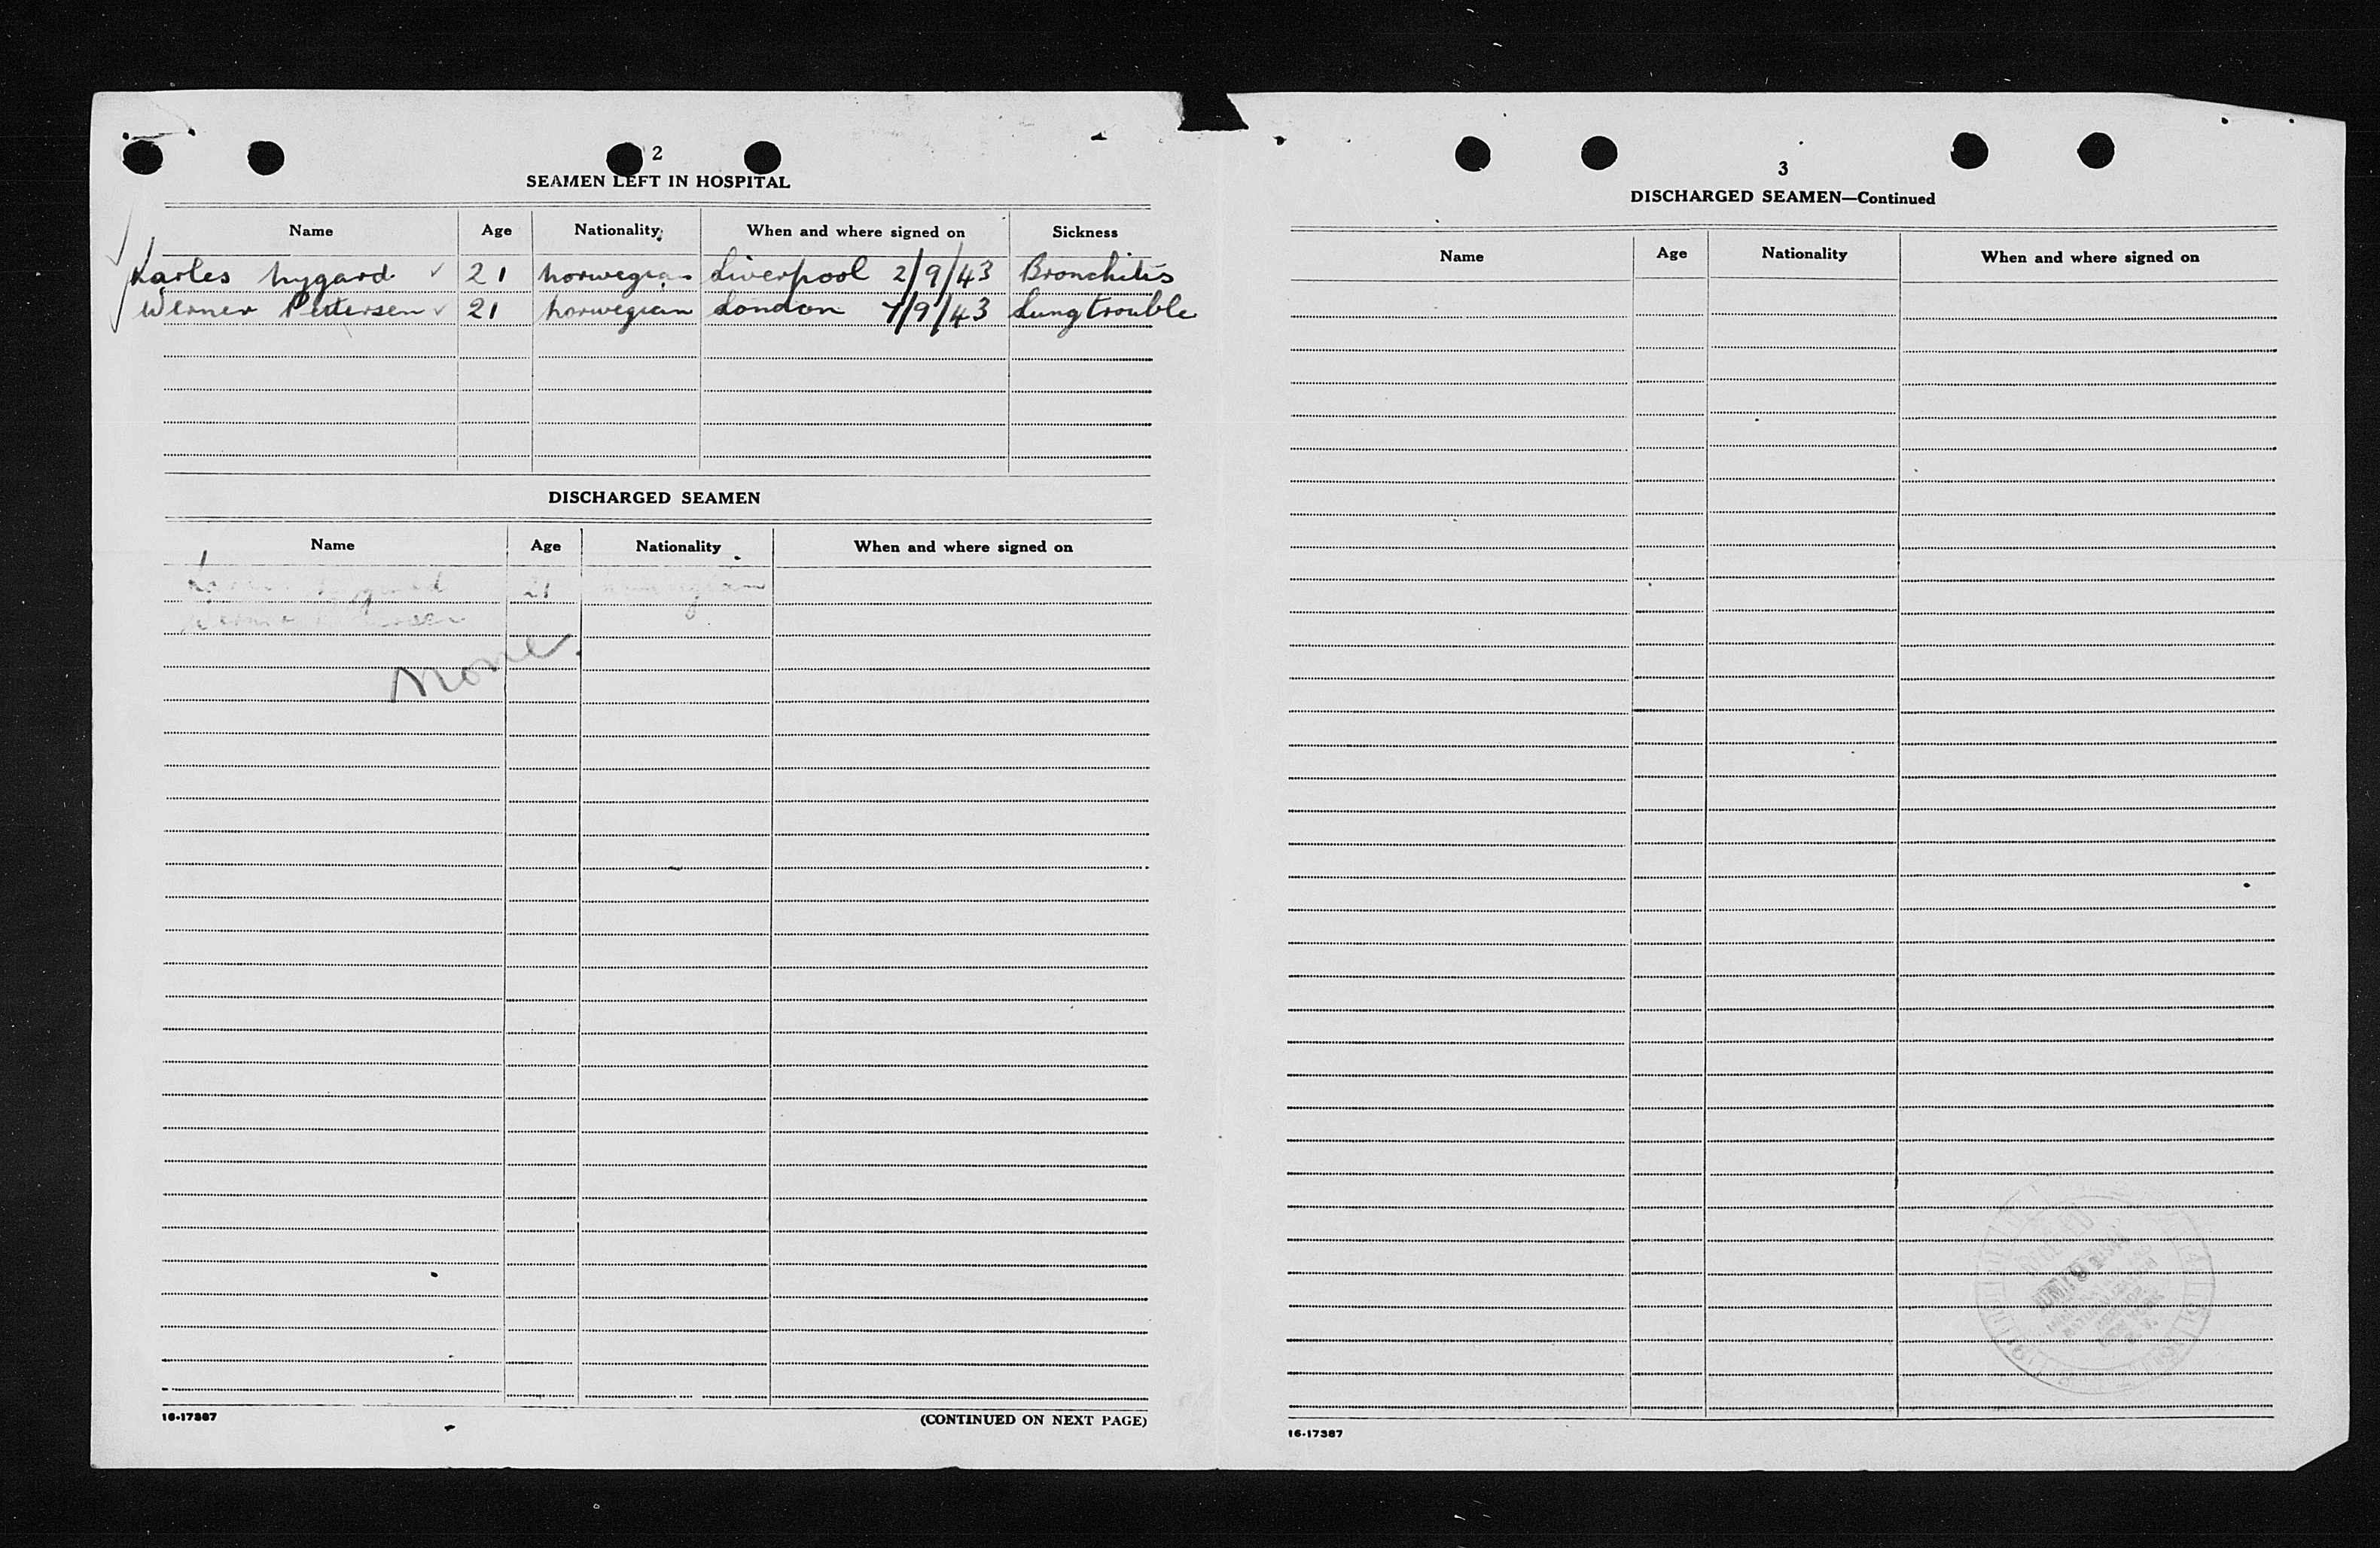 2
SEAMEN LEFT IN HOSPITAL
Name Age Nationality When and where signed on Sickness
Karles Nygard ✓ 21 Norwegian Liverpool 2/9/43 Bronchitis
Werner Pettersen ✓ 21 Norwegian London 7/9/43 Lung trouble
DISCHARGED SEAMEN
Name Age Nationality When and where signed on
21
None.
16-17387
(CONTINUED ON NEXT PAGE)
3
DISCHARGED SEAMEN—Continued
Name Age Nationality When and where signed on
RECEIVED
16-17387